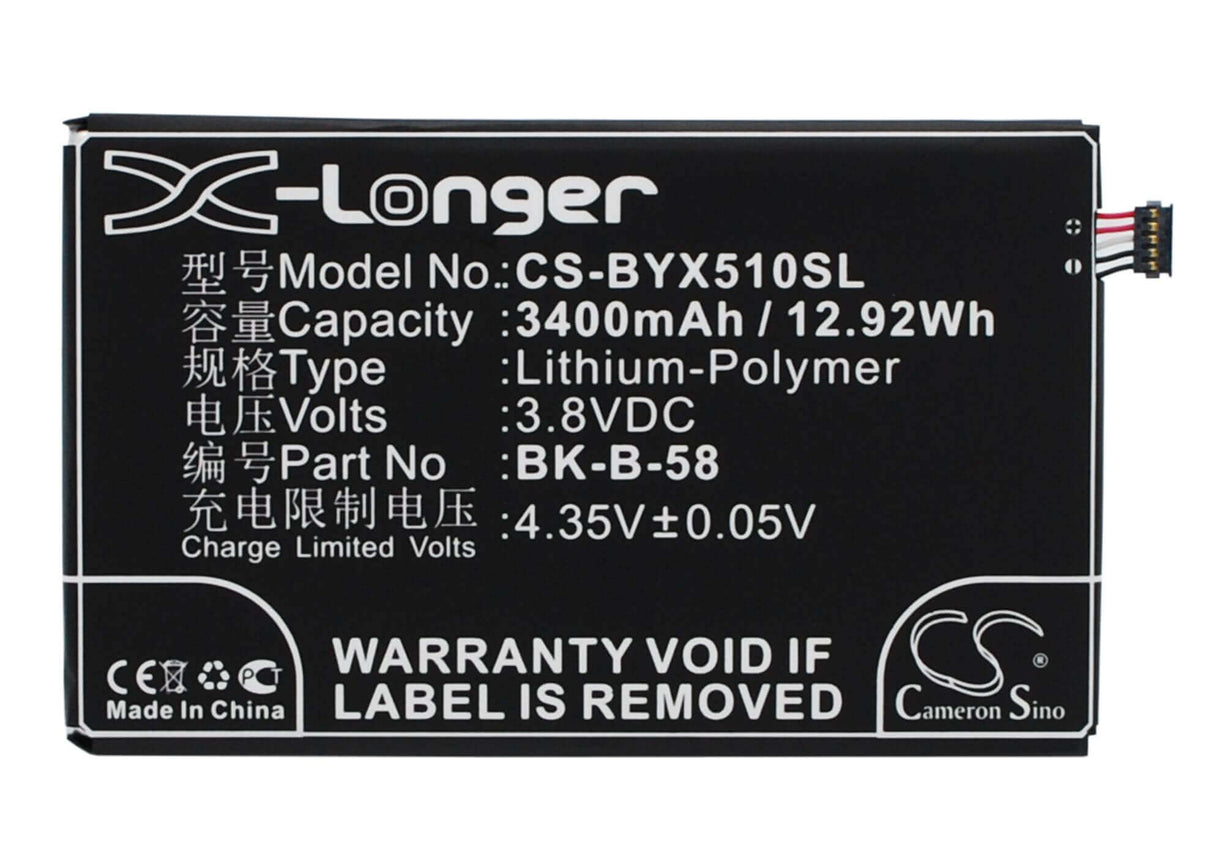 X-Longer
型号Model No.:CS-BYX510SL
容量Capacity :3400mAh / 12.92Wh
规格Type :Lithium-Polymer
电压Volts :3.8VDC
编号Part No :BK-B-58
充电限制电压 :4.35V±0.05V
Charge Limited Volts
WARRANTY VOID IF
LABEL IS REMOVED
CE PCT
Made In China
CS ®
Cameron Sino